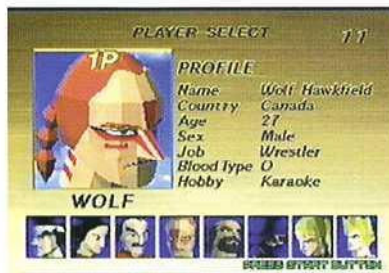 PLAYER SELECT 11
1P
PROFILE
Name Wolf Hawkfield
Country Canada
Age 27
Sex Male
Job Wrestler
Blood Type O
Hobby Karaoke
WOLF
PRESS START BUTTON